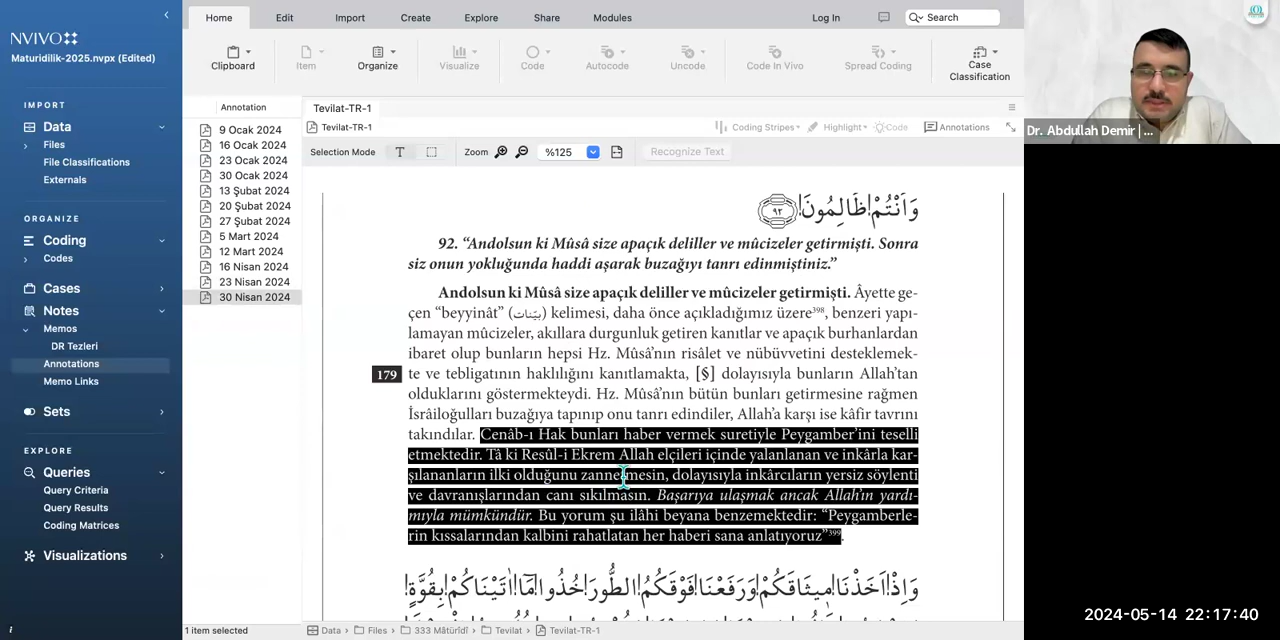 Home
Edit
Import
Create
Explore
Share
Modules
Log In
Search
NVIVO
Maturidilik-2025.nvpx (Edited)
Clipboard
Item
Organize
Visualize
Code
Autocode
Uncode
Code In Vivo
Spread Coding
Case
Classification
IMPORT
Data
Files
File Classifications
Externals
ORGANIZE
Coding
Codes
Cases
Notes
Memos
DR Tezleri
Annotations
Memo Links
Sets
EXPLORE
Queries
Query Criteria
Query Results
Coding Matrices
Visualizations
Annotation
9 Ocak 2024
16 Ocak 2024
23 Ocak 2024
30 Ocak 2024
13 Şubat 2024
20 Şubat 2024
27 Şubat 2024
5 Mart 2024
12 Mart 2024
16 Nisan 2024
23 Nisan 2024
30 Nisan 2024
1 item selected
Tevilat-TR-1
Tevilat-TR-1
Coding Stripes
Highlight
Code
Annotations
Selection Mode
T
Zoom
%125
Recognize Text
وَاَنْتُمْ ظَالِمُونَ ﴿٩٢﴾
92. “Andolsun ki Mûsâ size apaçık deliller ve mûcizeler getirmişti. Sonra
siz onun yokluğunda haddi aşarak buzağıyı tanrı edinmiştiniz.”
Andolsun ki Mûsâ size apaçık deliller ve mûcizeler getirmişti. Âyette ge-
çen “beyyinât” (بيّنات) kelimesi, daha önce açıkladığımız üzere398, benzeri yapı-
lamayan mûcizeler, akıllara durgunluk getiren kanıtlar ve apaçık burhanlardan
ibaret olup bunların hepsi Hz. Mûsâ’nın risâlet ve nübüvvetini desteklemek-
179 te ve tebligatının haklılığını kanıtlamakta, [§] dolayısıyla bunların Allah’tan
olduklarını göstermekteydi. Hz. Mûsâ’nın bütün bunları getirmesine rağmen
İsrâiloğulları buzağıya tapınıp onu tanrı edindiler, Allah’a karşı ise kâfir tavrını
takındılar. Cenâb-ı Hak bunları haber vermek suretiyle Peygamber’ini teselli
etmektedir. Tâ ki Resûl-i Ekrem Allah elçileri içinde yalanlanan ve inkârla kar-
şılananların ilki olduğunu zannetmesin, dolayısıyla inkârcıların yersiz söylenti
ve davranışlarından canı sıkılmasın. Başarıya ulaşmak ancak Allah’ın yardı-
mıyla mümkündür. Bu yorum şu ilâhi beyana benzemektedir: “Peygamberle-
rin kıssalarından kalbini rahatlatan her haberi sana anlatıyoruz”399.
وَاِذْ اَخَذْنَا مِيثَاقَكُمْ وَرَفَعْنَا فَوْقَكُمُ الطُّورَ خُذُوا مَٓا اٰتَيْنَاكُمْ بِقُوَّةٍ
Data
Files
333 Mâtürîdî
Tevilat
Tevilat-TR-1
Dr. Abdullah Demir | ...
2024-05-14 22:17:40